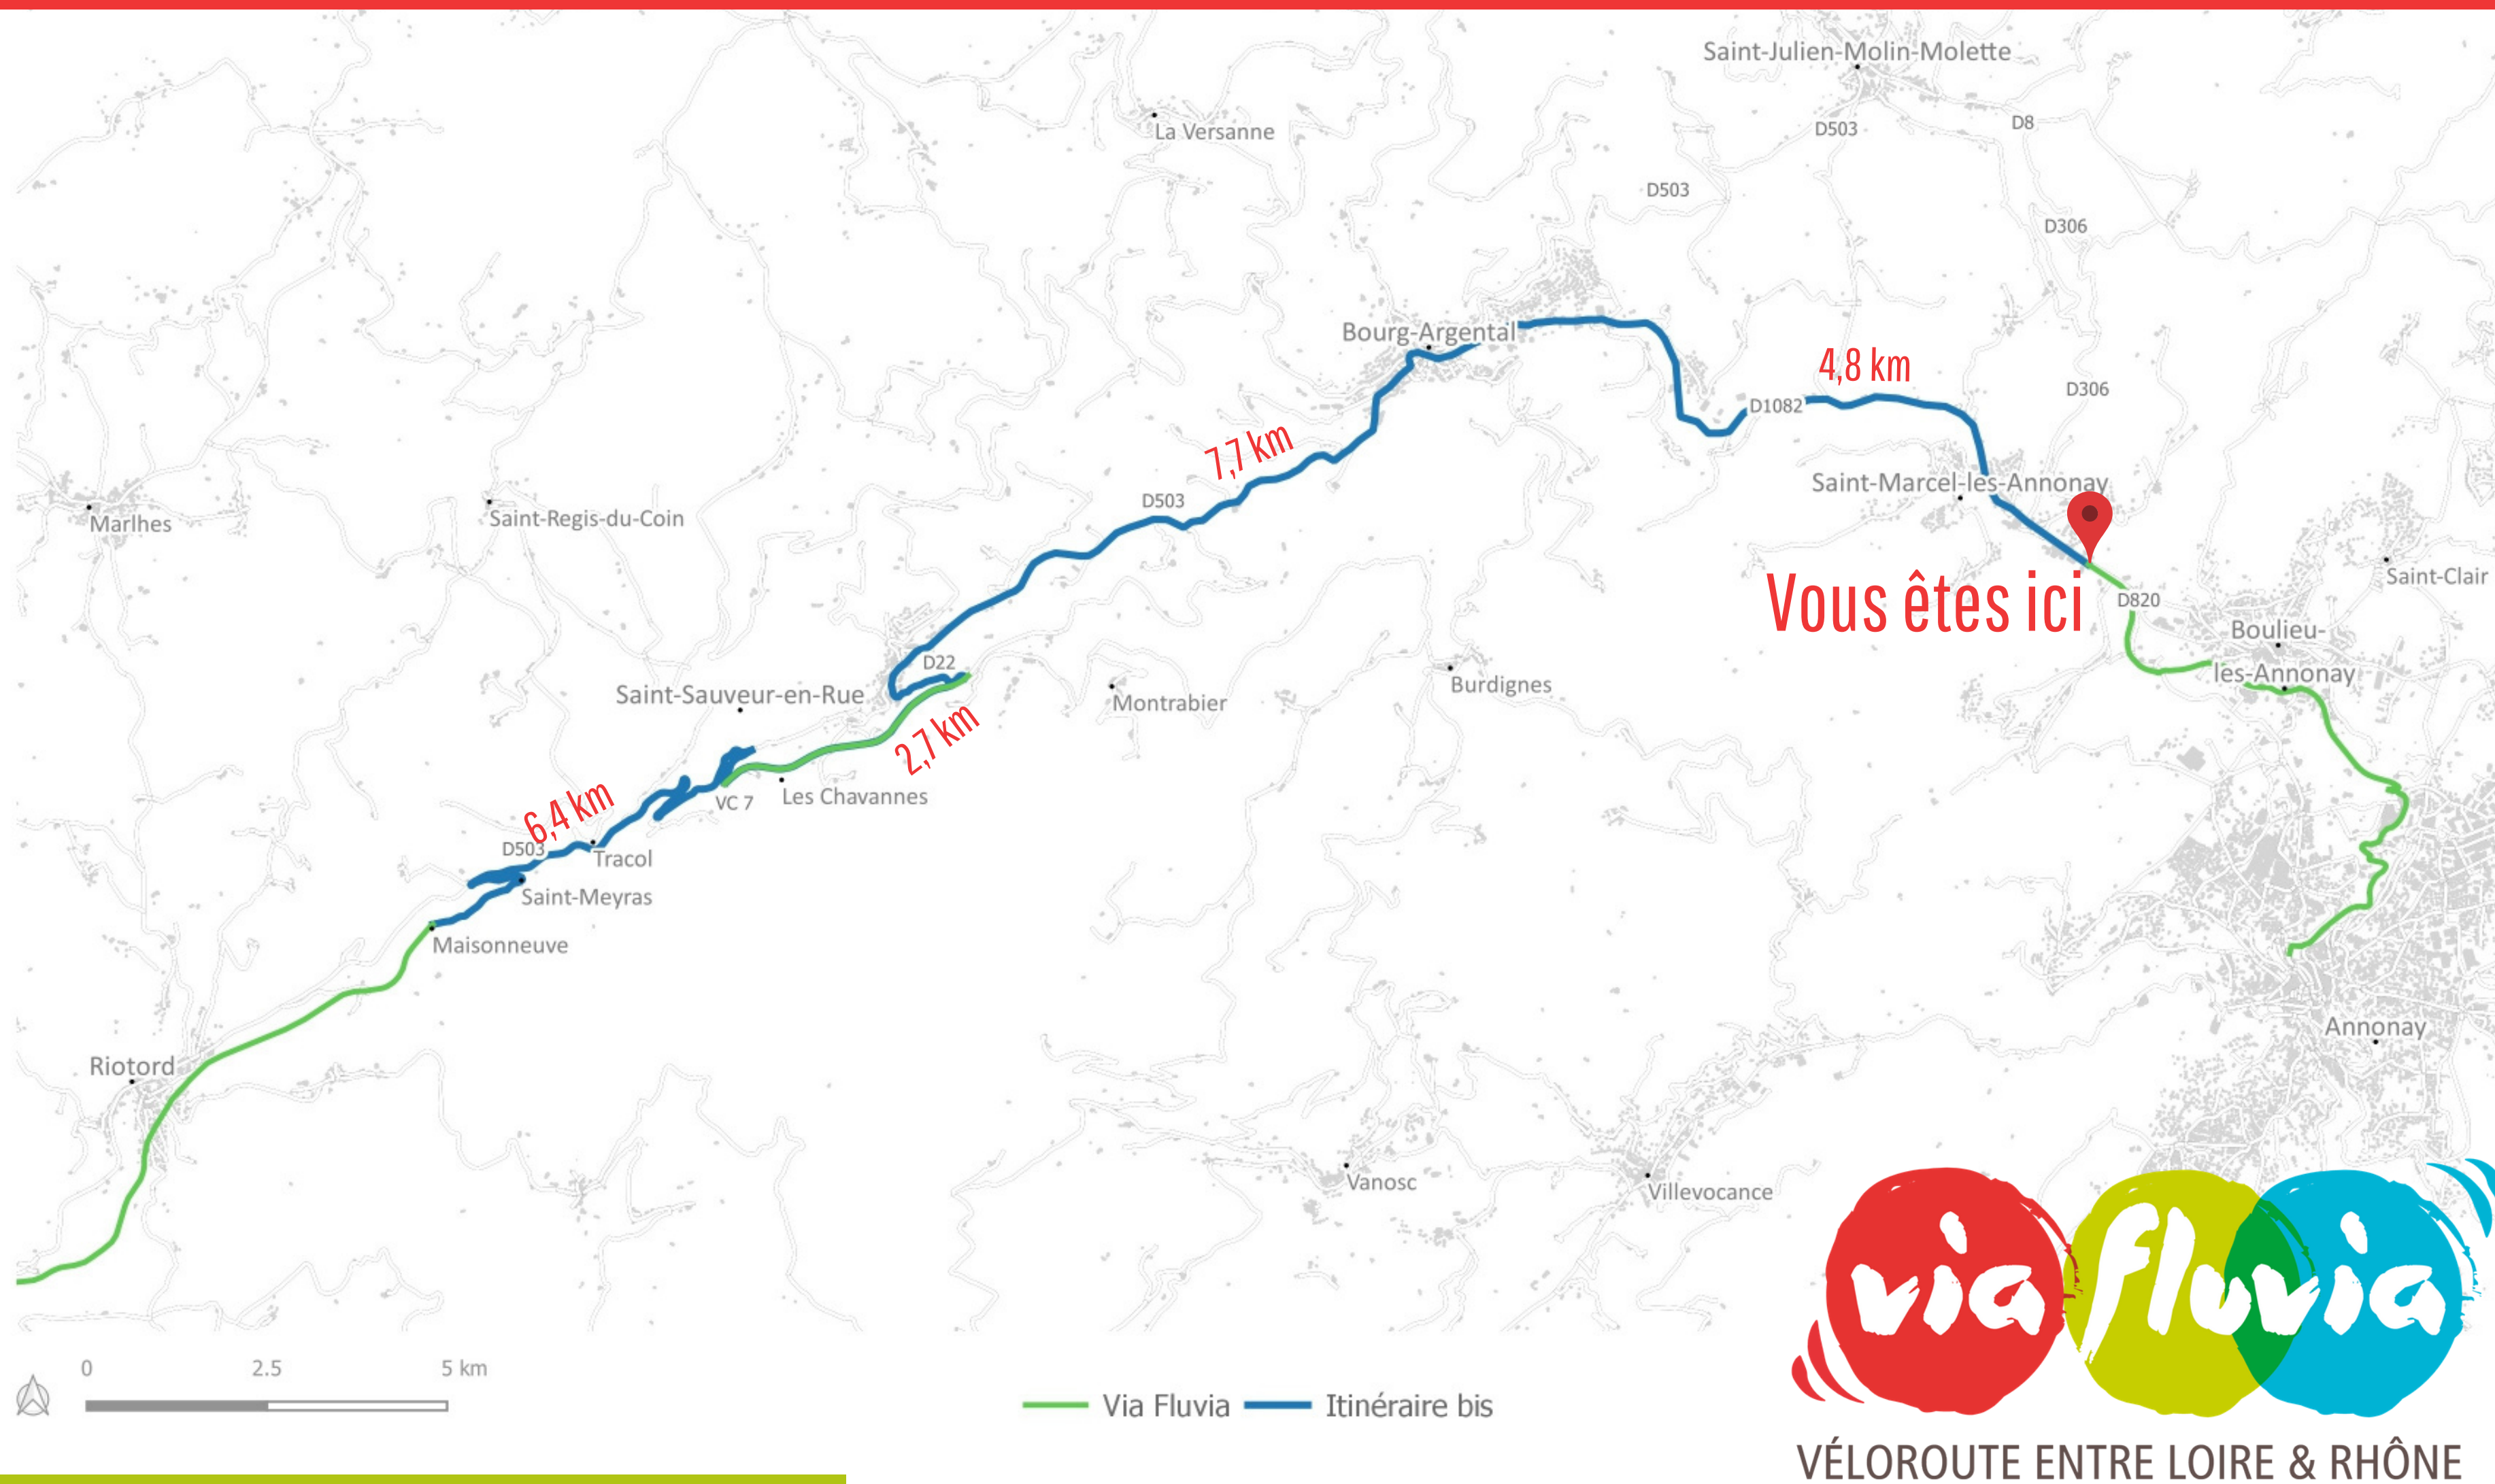 Saint-Julien-Molin-Molette
La Versanne
D503
D8
D503
D306
Bourg-Argental
4,8 km
D306
D1082
7,7 km
Saint-Marcel-les-Annonay
D503
Marlhes
Saint-Regis-du-Coin
Saint-Clair
Vous êtes ici
D820
Boulieu-
les-Annonay
D22
Saint-Sauveur-en-Rue
Montrabier
Burdignes
2,7 km
6,4 km
VC 7
Les Chavannes
D503
Tracol
Saint-Meyras
Maisonneuve
Annonay
Riotord
Vanosc
Villevocance
via fluvia
0 2.5 5 km
Via Fluvia
Itinéraire bis
VÉLOROUTE ENTRE LOIRE & RHÔNE